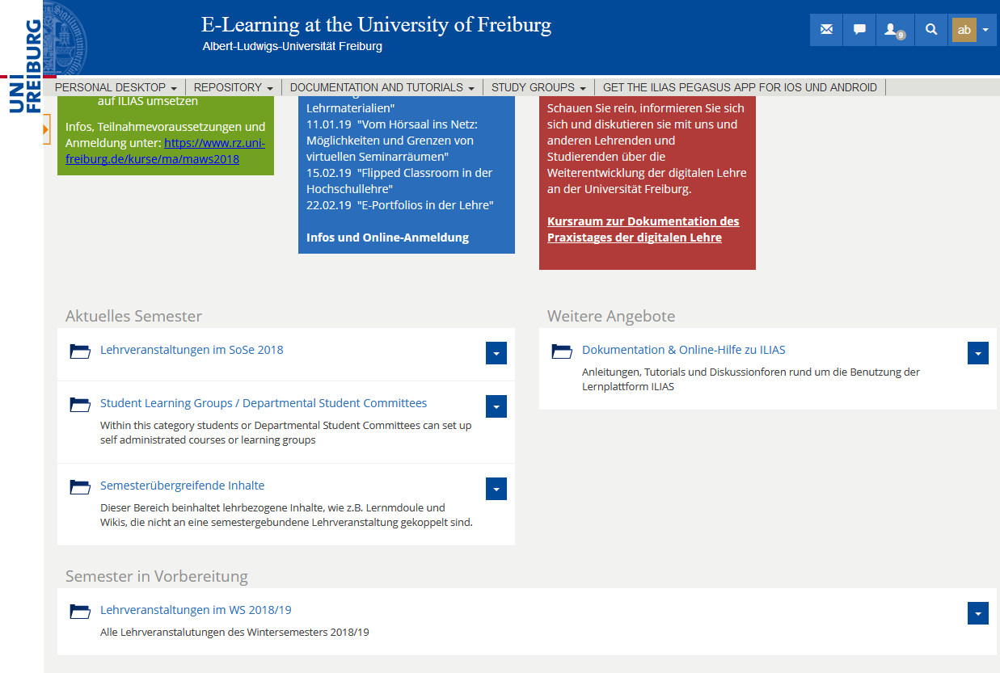 UNI
FREIBURG
E-Learning at the University of Freiburg
Albert-Ludwigs-Universität Freiburg
9
ab
PERSONAL DESKTOP
REPOSITORY
DOCUMENTATION AND TUTORIALS
STUDY GROUPS
GET THE ILIAS PEGASUS APP FOR IOS UND ANDROID
auf ILIAS umsetzen
Infos, Teilnahmevoraussetzungen und
Anmeldung unter: https://www.rz.uni-
freiburg.de/kurse/ma/maws2018
Lehrmaterialien"
11.01.19 "Vom Hörsaal ins Netz:
Möglichkeiten und Grenzen von
virtuellen Seminarräumen"
15.02.19 "Flipped Classroom in der
Hochschullehre"
22.02.19 "E-Portfolios in der Lehre"
Infos und Online-Anmeldung
Schauen Sie rein, informieren Sie sich
sich und diskutieren sie mit uns und
anderen Lehrenden und
Studierenden über die
Weiterentwicklung der digitalen Lehre
an der Universität Freiburg.
Kursraum zur Dokumentation des
Praxistages der digitalen Lehre
Aktuelles Semester
Lehrveranstaltungen im SoSe 2018
Student Learning Groups / Departmental Student Committees
Within this category students or Departmental Student Committees can set up
self administrated courses or learning groups
Semesterübergreifende Inhalte
Dieser Bereich beinhaltet lehrbezogene Inhalte, wie z.B. Lernmdoule und
Wikis, die nicht an eine semestergebundene Lehrveranstaltung gekoppelt sind.
Weitere Angebote
Dokumentation & Online-Hilfe zu ILIAS
Anleitungen, Tutorials und Diskussionforen rund um die Benutzung der
Lernplattform ILIAS
Semester in Vorbereitung
Lehrveranstaltungen im WS 2018/19
Alle Lehrveranstalutungen des Wintersemesters 2018/19